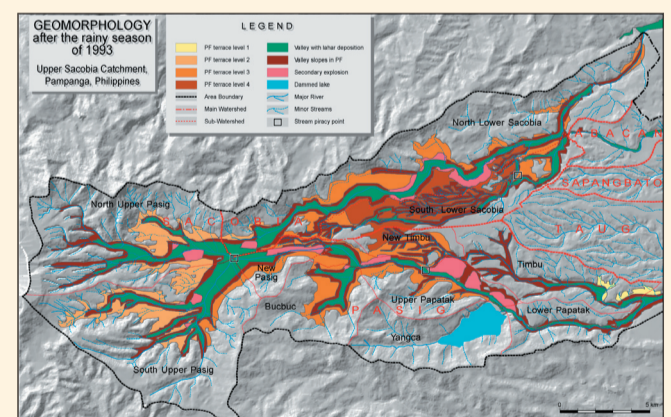 GEOMORPHOLOGY
after the rainy season
of 1993
Upper Sacobia Catchment,
Pampanga, Philippines
LEGEND
PF terrace level 1
PF terrace level 2
PF terrace level 3
PF terrace level 4
Area Boundary
Main Watershed
Sub-Watershed
Valley with lahar deposition
Valley slopes in PF
Secondary explosion
Dammed lake
Major River
Minor Streams
Stream piracy point
North Lower Sacobia
ABACAN
SAPANGBATO
North Upper Pasig
SACOBIA
South Lower Sacobia
TAUG
New Timbu
Timbu
New
Pasig
Bucbuc
Upper Papatak
PASIG
Lower Papatak
Yangca
South Upper Pasig
0
5 km